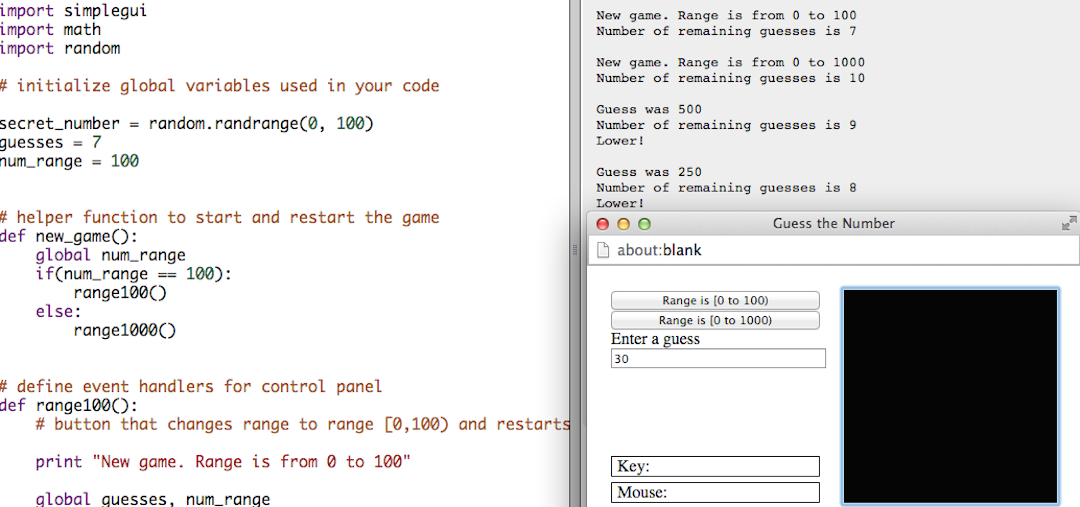 import simplegui
import math
import random
# initialize global variables used in your code
secret_number = random.randrange(0, 100)
guesses = 7
num_range = 100
# helper function to start and restart the game
def new_game():
global num_range
if(num_range == 100):
range100()
else:
range1000()
# define event handlers for control panel
def range100():
# button that changes range to range [0,100) and restarts
print "New game. Range is from 0 to 100"
global guesses, num_range
New game. Range is from 0 to 100
Number of remaining guesses is 7
New game. Range is from 0 to 1000
Number of remaining guesses is 10
Guess was 500
Number of remaining guesses is 9
Lower!
Guess was 250
Number of remaining guesses is 8
Lower!
Guess the Number
about:blank
Range is [0 to 100)
Range is [0 to 1000)
Enter a guess
30
Key:
Mouse: